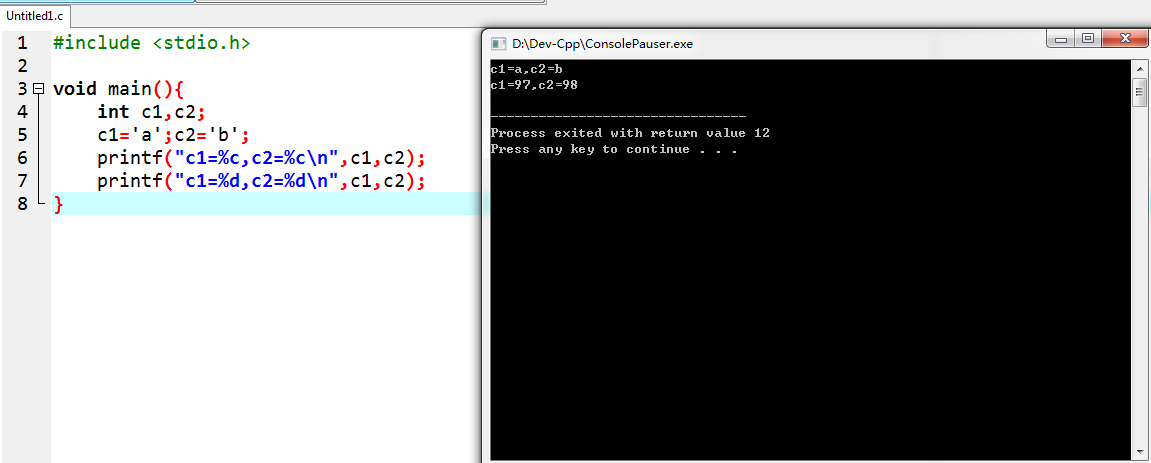 Untitled1.c
1 #include <stdio.h>
2
3 void main(){
4 int c1,c2;
5 c1='a';c2='b';
6 printf("c1=%c,c2=%c\n",c1,c2);
7 printf("c1=%d,c2=%d\n",c1,c2);
8 }
D:\Dev-Cpp\ConsolePauser.exe
c1=a,c2=b
c1=97,c2=98
--------------------------------
Process exited with return value 12
Press any key to continue . . .